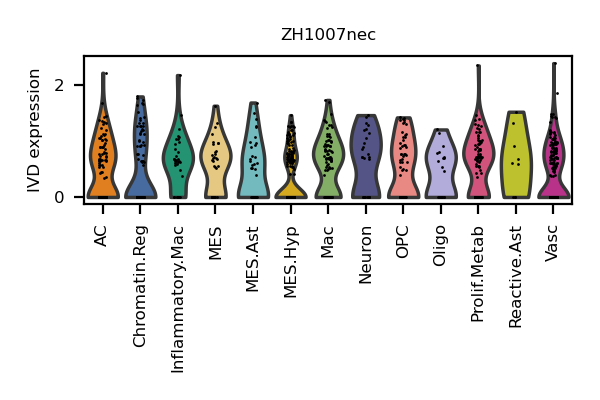 ZH1007nec
IVD expression
2
0
AC
Chromatin.Reg
Inflammatory.Mac
MES
MES.Ast
MES.Hyp
Mac
Neuron
OPC
Oligo
Prolif.Metab
Reactive.Ast
Vasc